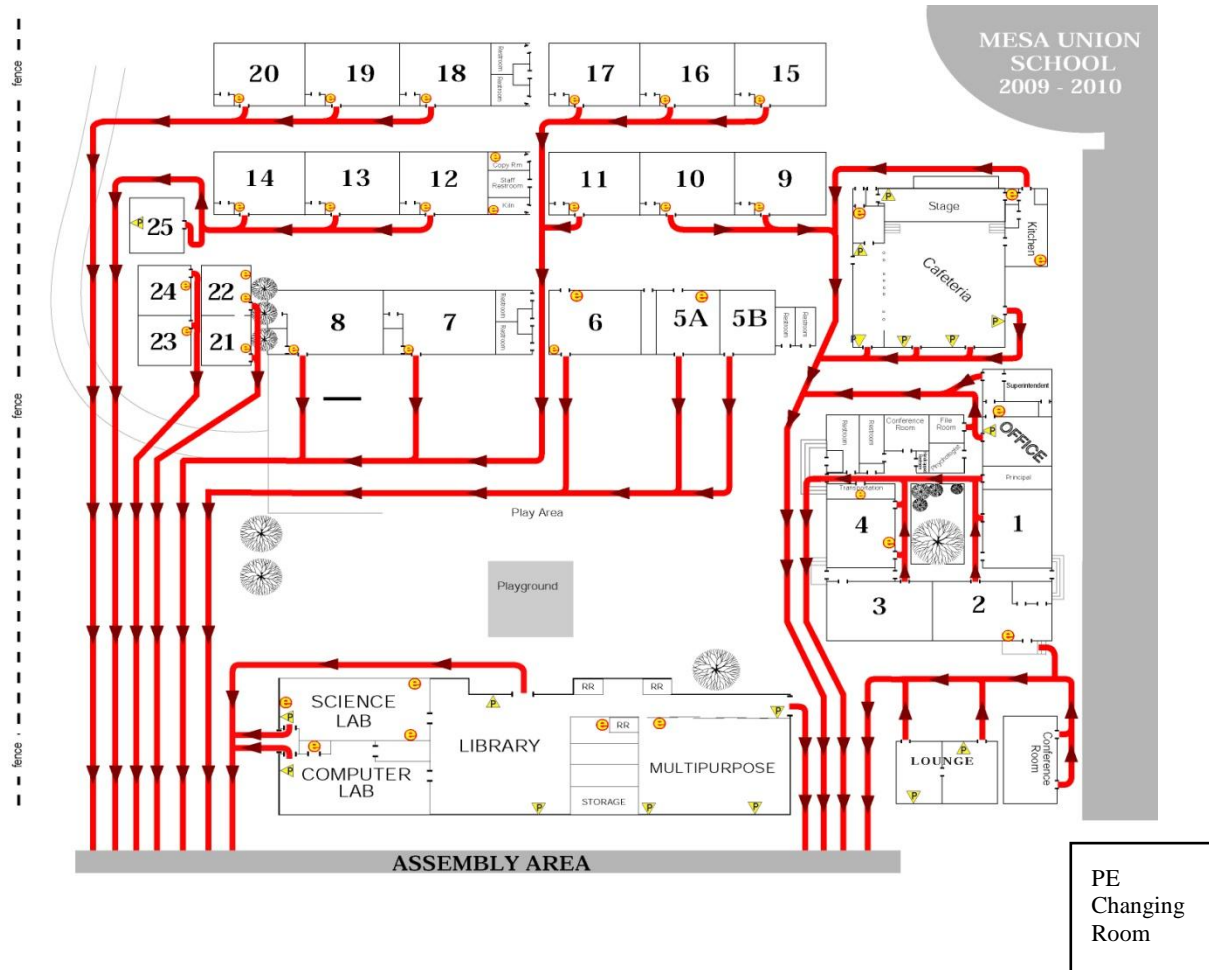 MESA UNION
SCHOOL
2009 - 2010
fence
fence
fence
fence
20
19
18
Restroom
Restroom
17
16
15
14
13
12
Copy Rm
Staff
Restroom
Kiln
11
10
9
25
P
24
22
23
21
8
7
Restroom
Restroom
6
5A
5B
Restroom
Restroom
Stage
Kitchen
Cafeteria
Superintendent
OFFICE
Principal
1
Restroom
Restroom
Conference
Room
File
Room
Psychologist
Transportation
4
3
2
Play Area
Playground
SCIENCE
LAB
COMPUTER
LAB
LIBRARY
RR
RR
RR
STORAGE
MULTIPURPOSE
LOUNGE
Conference
Room
ASSEMBLY AREA
PE
Changing
Room